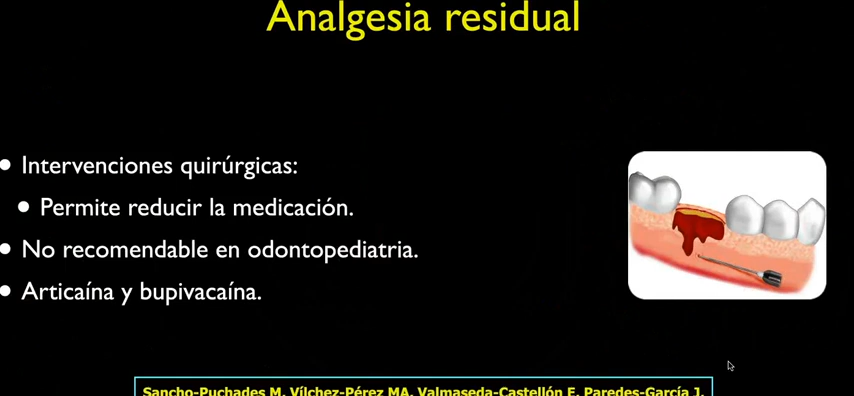 Analgesia residual
• Intervenciones quirúrgicas:
• Permite reducir la medicación.
• No recomendable en odontopediatria.
• Articaína y bupivacaína.
Sancho-Puchades M, Vílchez-Pérez MA, Valmaseda-Castellón E, Paredes-García J,